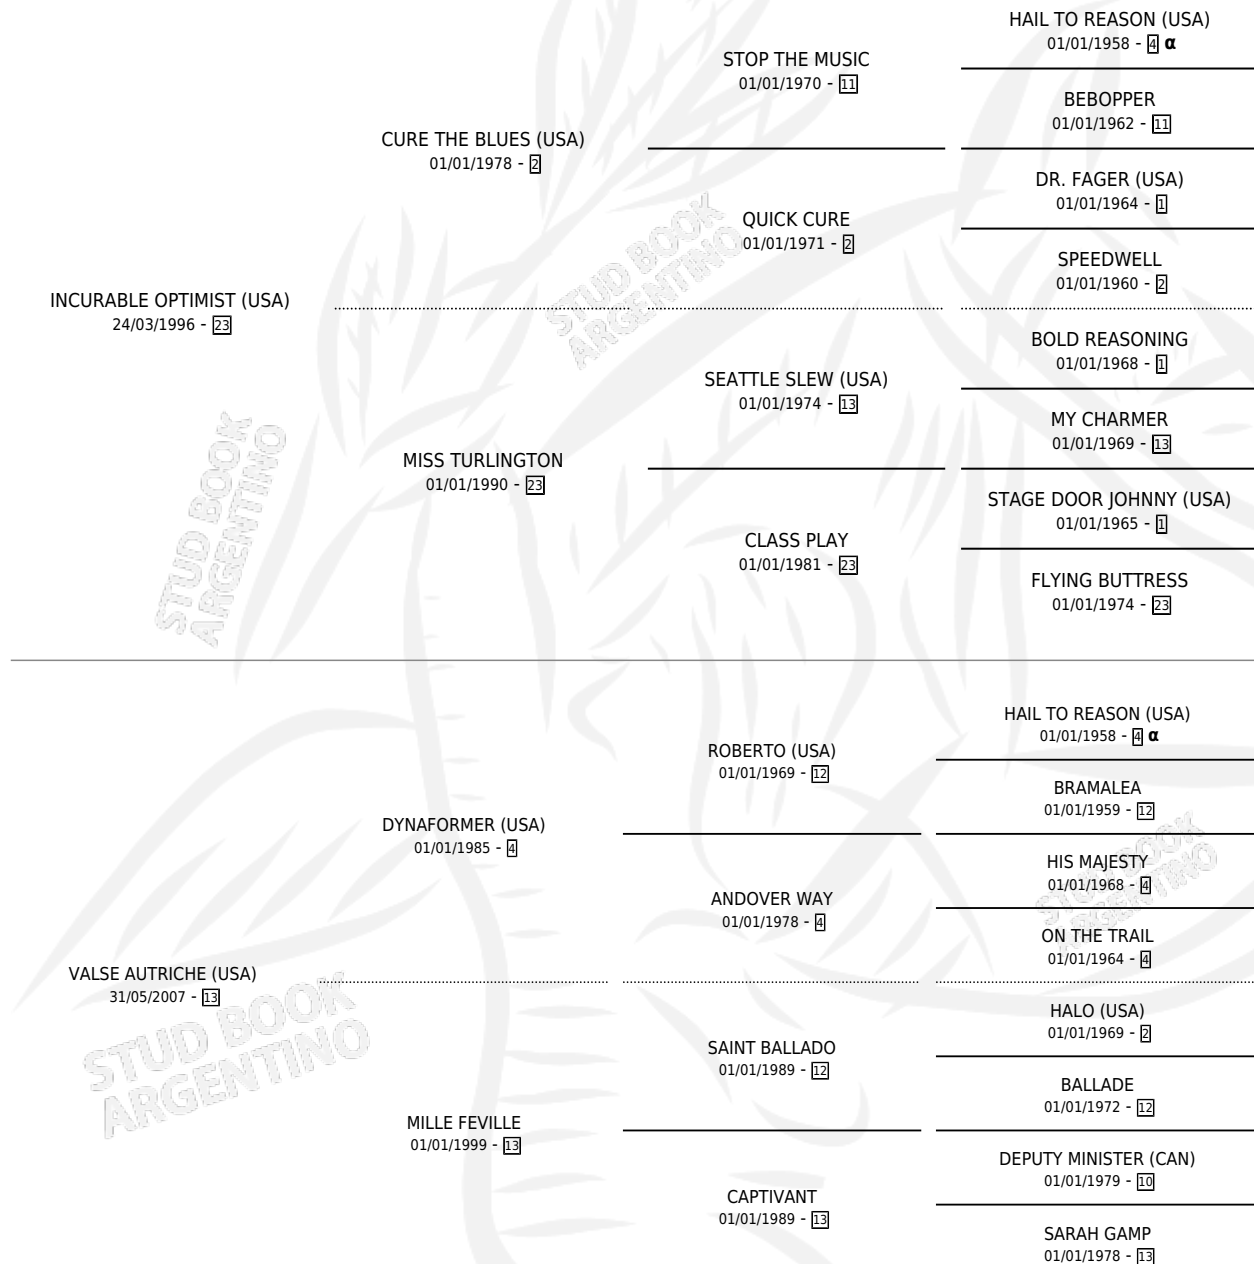 HAIL TO REASON (USA)
01/01/1958 - 4 α
STOP THE MUSIC
01/01/1970 - 11
BEBOPPER
01/01/1962 - 11
CURE THE BLUES (USA)
01/01/1978 - 2
DR. FAGER (USA)
01/01/1964 - 1
QUICK CURE
01/01/1971 - 2
SPEEDWELL
01/01/1960 - 2
INCURABLE OPTIMIST (USA)
24/03/1996 - 23
STUD BOOK
ARGENTINO
BOLD REASONING
01/01/1968 - 1
SEATTLE SLEW (USA)
01/01/1974 - 13
MY CHARMER
01/01/1969 - 13
MISS TURLINGTON
01/01/1990 - 23
STAGE DOOR JOHNNY (USA)
01/01/1965 - 1
CLASS PLAY
01/01/1981 - 23
FLYING BUTTRESS
01/01/1974 - 23
STUD BOOK
ARGENTINO
HAIL TO REASON (USA)
01/01/1958 - 4 α
ROBERTO (USA)
01/01/1969 - 12
BRAMALEA
01/01/1959 - 12
DYNAFORMER (USA)
01/01/1985 - 4
HIS MAJESTY
01/01/1968 - 4
STUD BOOK
ARGENTINO
ANDOVER WAY
01/01/1978 - 4
ON THE TRAIL
01/01/1964 - 4
VALSE AUTRICHE (USA)
31/05/2007 - 13
STUD BOOK
ARGENTINO
HALO (USA)
01/01/1969 - 2
SAINT BALLADO
01/01/1989 - 12
BALLADE
01/01/1972 - 12
MILLE FEVILLE
01/01/1999 - 13
DEPUTY MINISTER (CAN)
01/01/1979 - 10
CAPTIVANT
01/01/1989 - 13
SARAH GAMP
01/01/1978 - 13